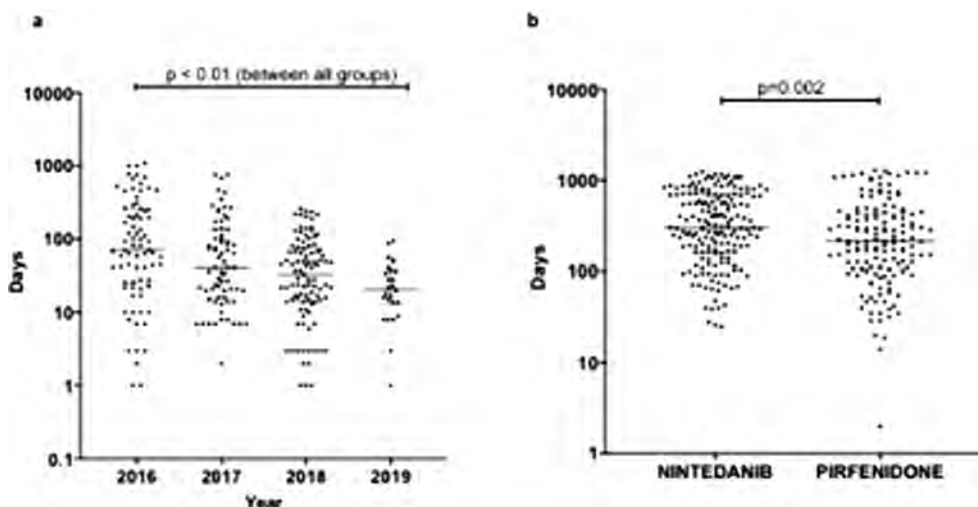 a
p < 0.01 (between all groups)
10000
1000
100
10
1
0.1
Days
2016 2017 2018 2019
Year
b
p=0.002
10000
1000
100
10
1
Days
NINTEDANIB PIRFENIDONE